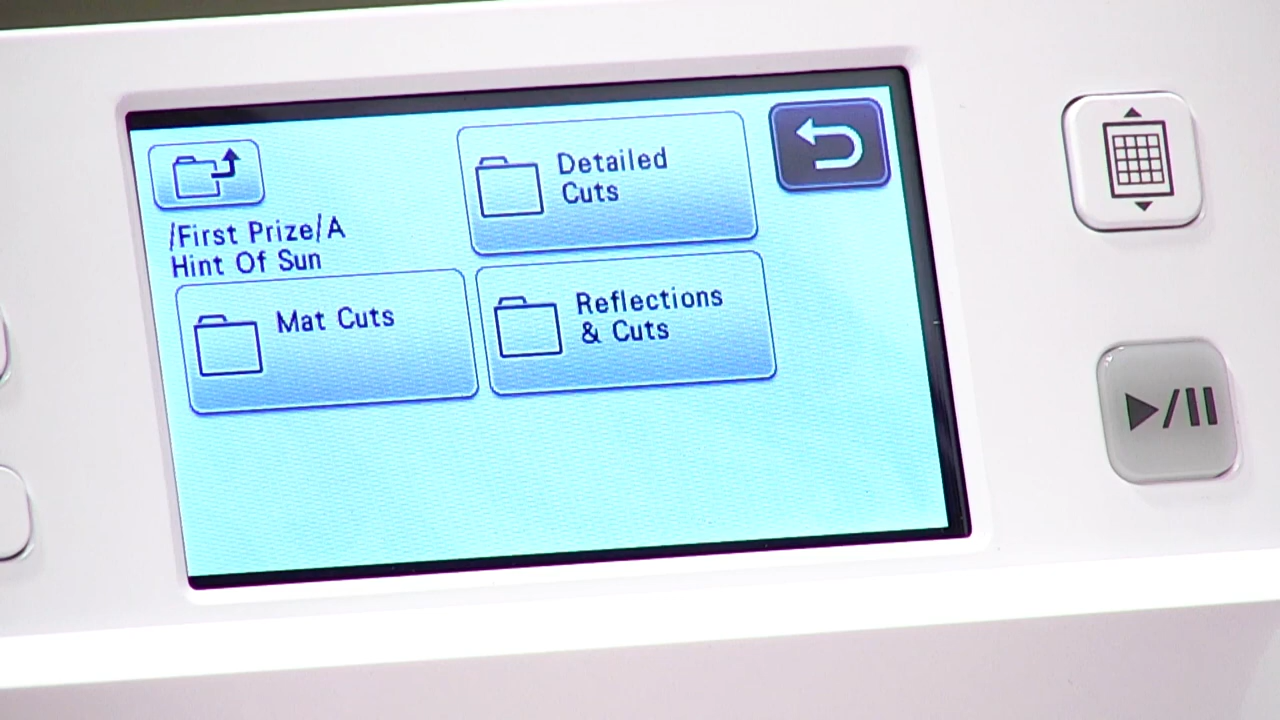 /First Prize/A
Hint Of Sun
Detailed
Cuts
Mat Cuts
Reflections
& Cuts